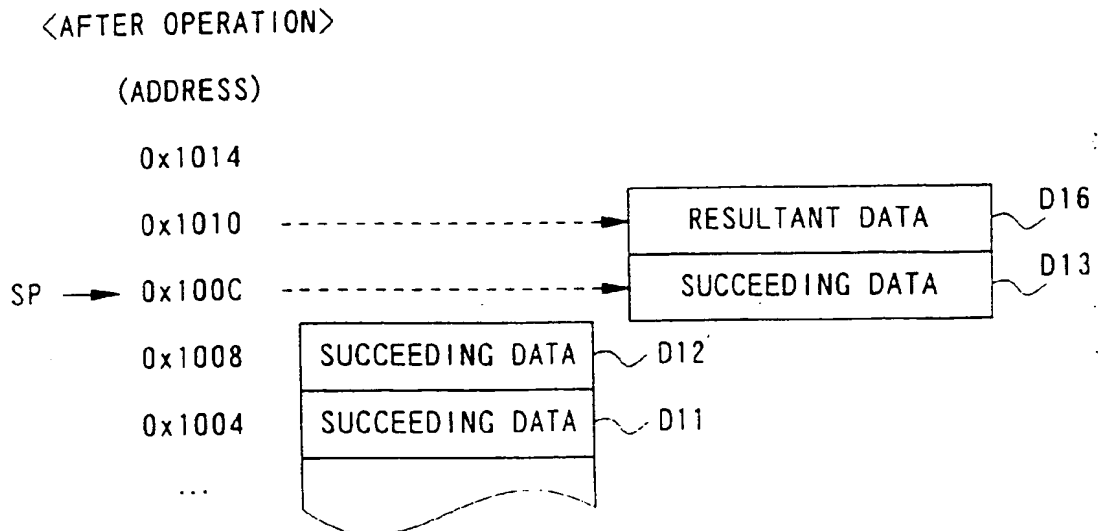 <AFTER OPERATION>
(ADDRESS)
0x1014
0x1010 RESULTANT DATA D16
SP 0x100C SUCCEEDING DATA D13
0x1008 SUCCEEDING DATA D12
0x1004 SUCCEEDING DATA D11
...